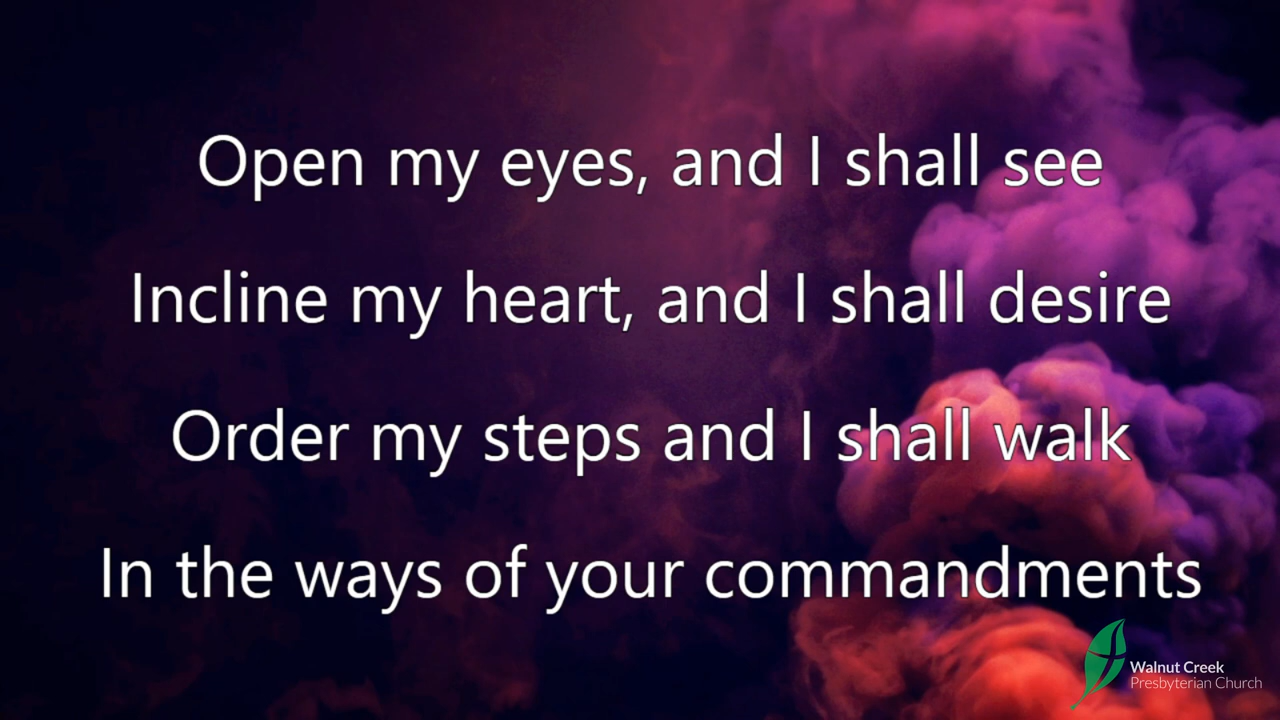 Open my eyes, and I shall see
Incline my heart, and I shall desire
Order my steps and I shall walk
In the ways of your commandments
Walnut Creek
Presbyterian Church